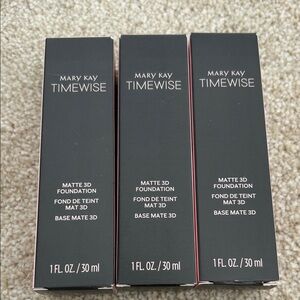 MARY KAY
TIMEWISE
MATTE 3D
FOUNDATION
FOND DE TEINT
MAT 3D
BASE MATE 3D
1 FL. OZ. / 30 ml
MARY KAY
TIMEWISE
MATTE 3D
FOUNDATION
FOND DE TEINT
MAT 3D
BASE MATE 3D
1 FL. OZ. / 30 ml
MARY KAY
TIMEWISE
MATTE 3D
FOUNDATION
FOND DE TEINT
MAT 3D
BASE MATE 3D
1 FL. OZ. / 30 ml